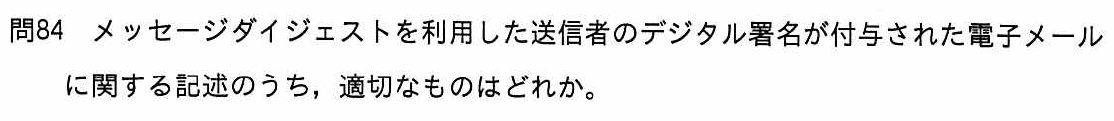 問84 メッセージダイジェストを利用した送信者のデジタル署名が付与された電子メール
に関する記述のうち，適切なものはどれか。